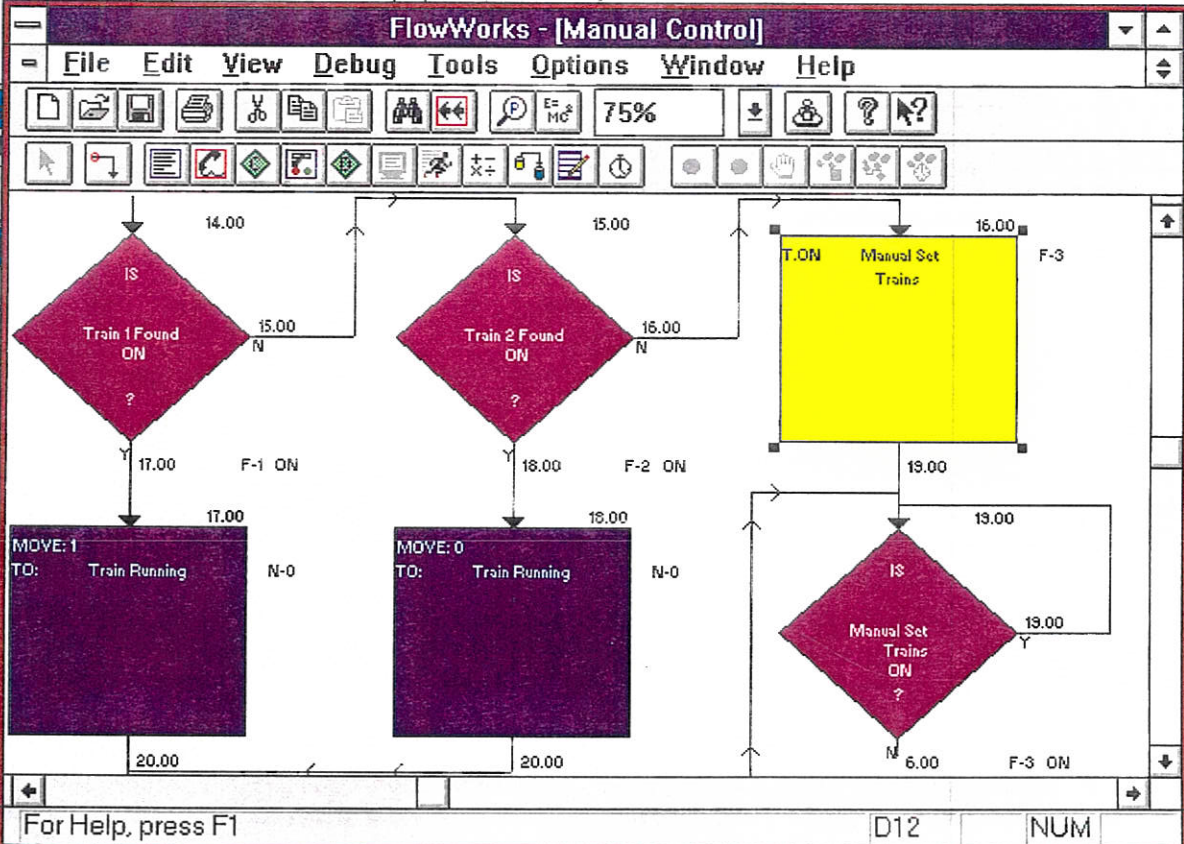 FlowWorks - [Manual Control]
File Edit View Debug Tools Options Window Help
P E= MC² 75% ? ?
14.00 15.00 16.00
IS
Train 1 Found
ON
?
15.00
N
Y
17.00 F-1 ON
IS
Train 2 Found
ON
?
16.00
N
Y
18.00 F-2 ON
T.ON Manual Set
Trains
F-3
19.00
17.00
MOVE: 1
TO: Train Running
N-0
20.00
18.00
MOVE: 0
TO: Train Running
N-0
20.00
19.00
IS
Manual Set
Trains
ON
?
19.00
Y
N
6.00 F-3 ON
For Help, press F1 D12 NUM